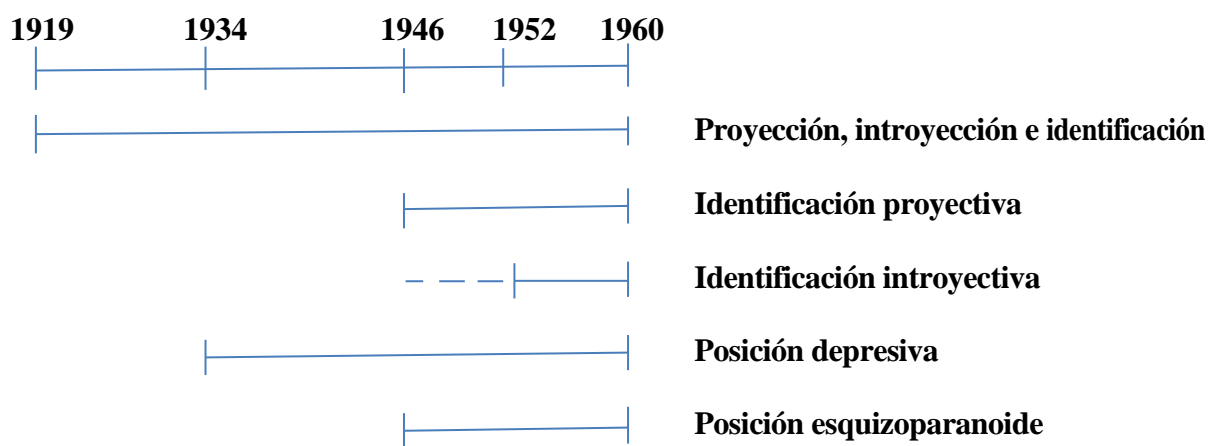 1919 1934 1946 1952 1960
Proyección, introyección e identificación
Identificación proyectiva
Identificación introyectiva
Posición depresiva
Posición esquizoparanoide